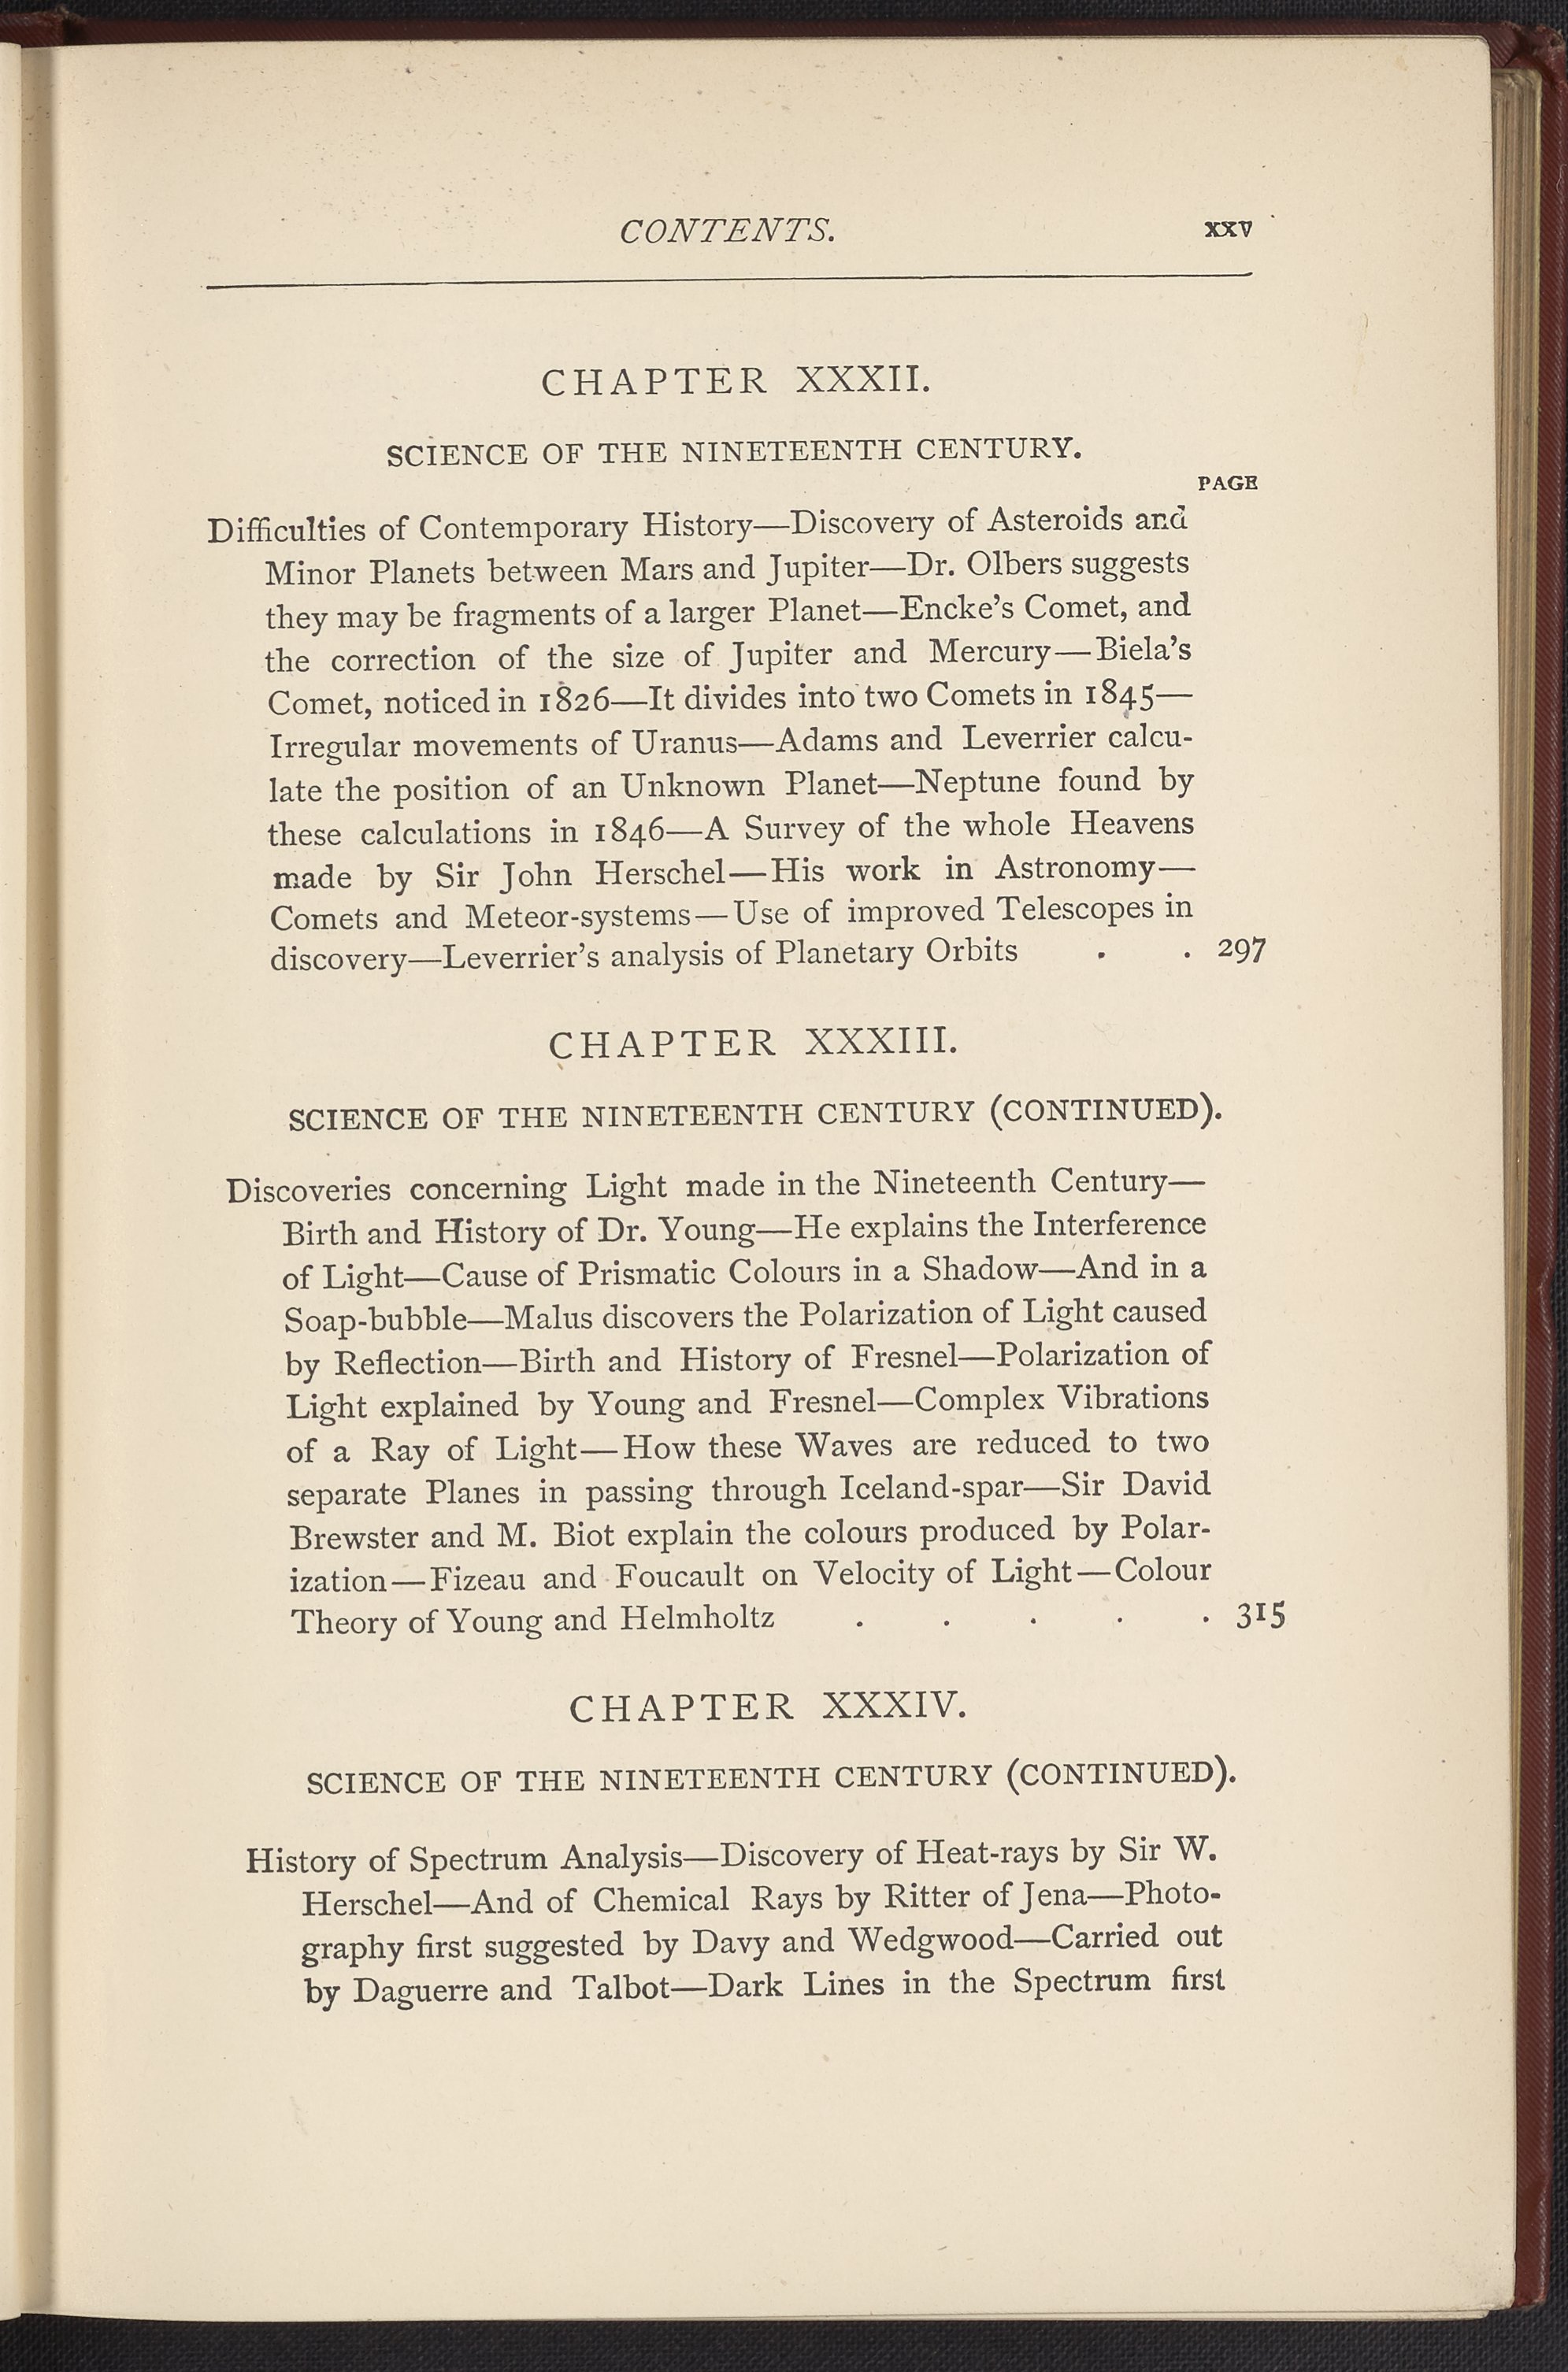 CONTENTS. xxv
CHAPTER XXXII.
SCIENCE OF THE NINETEENTH CENTURY.
PAGE
Difficulties of Contemporary History—Discovery of Asteroids and
Minor Planets between Mars and Jupiter—Dr. Olbers suggests
they may be fragments of a larger Planet—Encke's Comet, and
the correction of the size of Jupiter and Mercury—Biela's
Comet, noticed in 1826—It divides into two Comets in 1845—
Irregular movements of Uranus—Adams and Leverrier calcu-
late the position of an Unknown Planet—Neptune found by
these calculations in 1846—A Survey of the whole Heavens
made by Sir John Herschel—His work in Astronomy—
Comets and Meteor-systems—Use of improved Telescopes in
discovery—Leverrier's analysis of Planetary Orbits . . 297
CHAPTER XXXIII.
SCIENCE OF THE NINETEENTH CENTURY (CONTINUED).
Discoveries concerning Light made in the Nineteenth Century—
Birth and History of Dr. Young—He explains the Interference
of Light—Cause of Prismatic Colours in a Shadow—And in a
Soap-bubble—Malus discovers the Polarization of Light caused
by Reflection—Birth and History of Fresnel—Polarization of
Light explained by Young and Fresnel—Complex Vibrations
of a Ray of Light—How these Waves are reduced to two
separate Planes in passing through Iceland-spar—Sir David
Brewster and M. Biot explain the colours produced by Polar-
ization—Fizeau and Foucault on Velocity of Light—Colour
Theory of Young and Helmholtz . . . . . 315
CHAPTER XXXIV.
SCIENCE OF THE NINETEENTH CENTURY (CONTINUED).
History of Spectrum Analysis—Discovery of Heat-rays by Sir W.
Herschel—And of Chemical Rays by Ritter of Jena—Photo-
graphy first suggested by Davy and Wedgwood—Carried out
by Daguerre and Talbot—Dark Lines in the Spectrum first